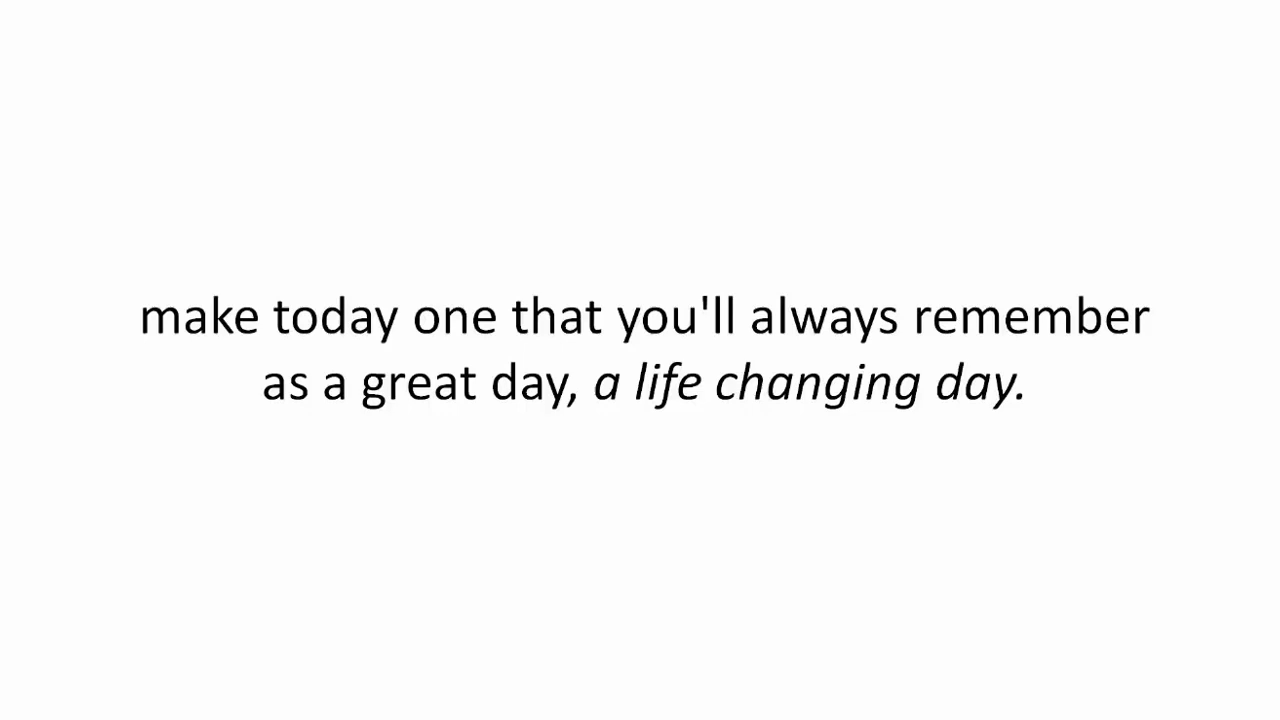 make today one that you'll always remember
as a great day, a life changing day.